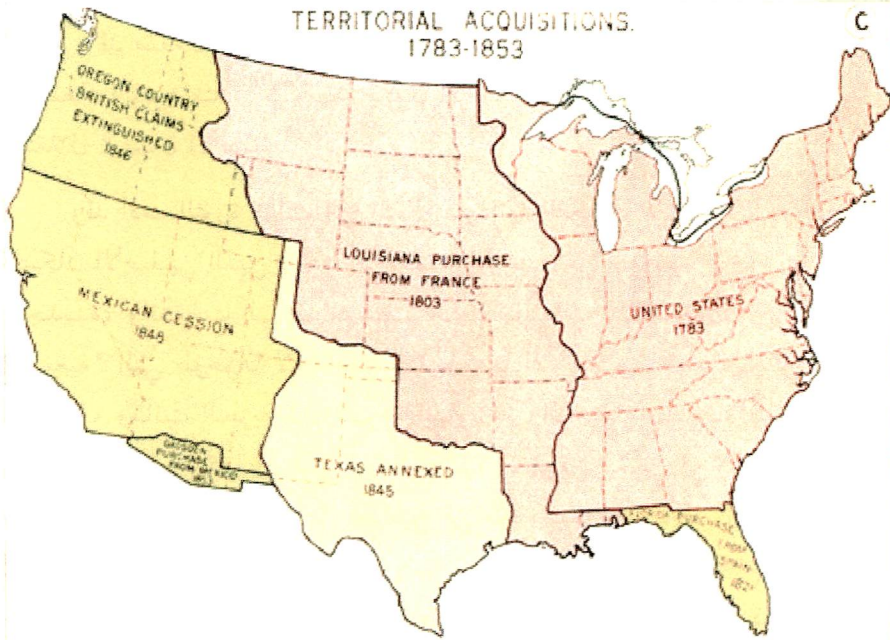 TERRITORIAL ACQUISITIONS.
1783-1853
C
OREGON COUNTRY
BRITISH CLAIMS
EXTINGUISHED
1846
LOUISIANA PURCHASE
FROM FRANCE
1803
UNITED STATES
1783
MEXICAN CESSION
1848
GADSDEN
PURCHASE
FROM MEXICO
TEXAS ANNEXED
1845
FLORIDA PURCHASE
FROM
SPAIN